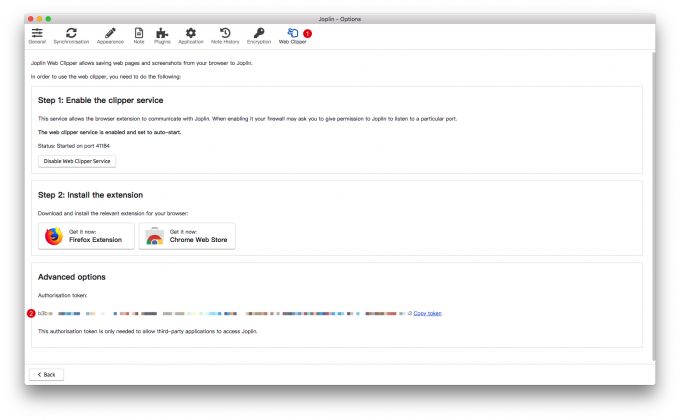 Joplin - Options
General Synchronisation Appearance Note Plugins Application Note History Encryption Web Clipper 1
Joplin Web Clipper allows saving web pages and screenshots from your browser to Joplin.
In order to use the web clipper, you need to do the following:
Step 1: Enable the clipper service
This service allows the browser extension to communicate with Joplin. When enabling it your firewall may ask you to give permission to Joplin to listen to a particular port.
The web clipper service is enabled and set to auto-start.
Status: Started on port 41184
Disable Web Clipper Service
Step 2: Install the extension
Download and install the relevant extension for your browser:
Get it now:
Firefox Extension
Get it now:
Chrome Web Store
Advanced options
Authorisation token:
2 Copy token
This authorisation token is only needed to allow third-party applications to access Joplin.
< Back